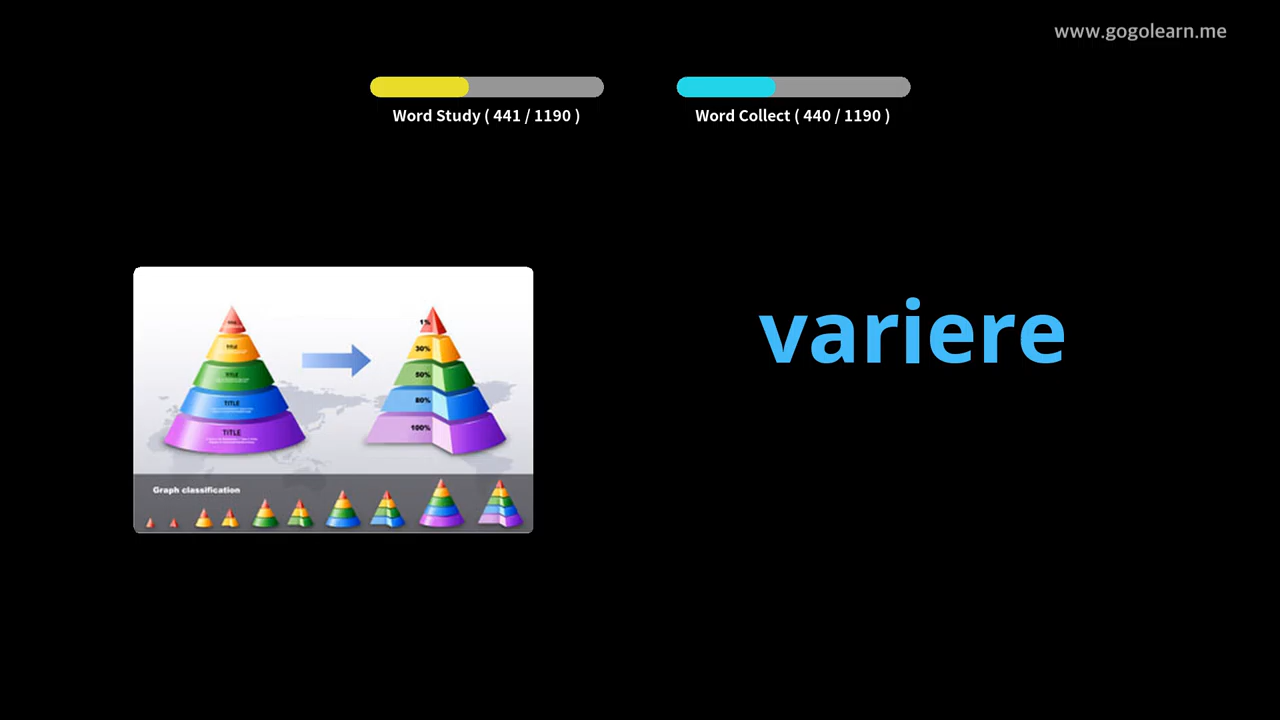 www.gogolearn.me
Word Study ( 441 / 1190 )
Word Collect ( 440 / 1190 )
variere
TITLE
TITLE
TITLE
TITLE
1%
30%
50%
80%
100%
Graph classification